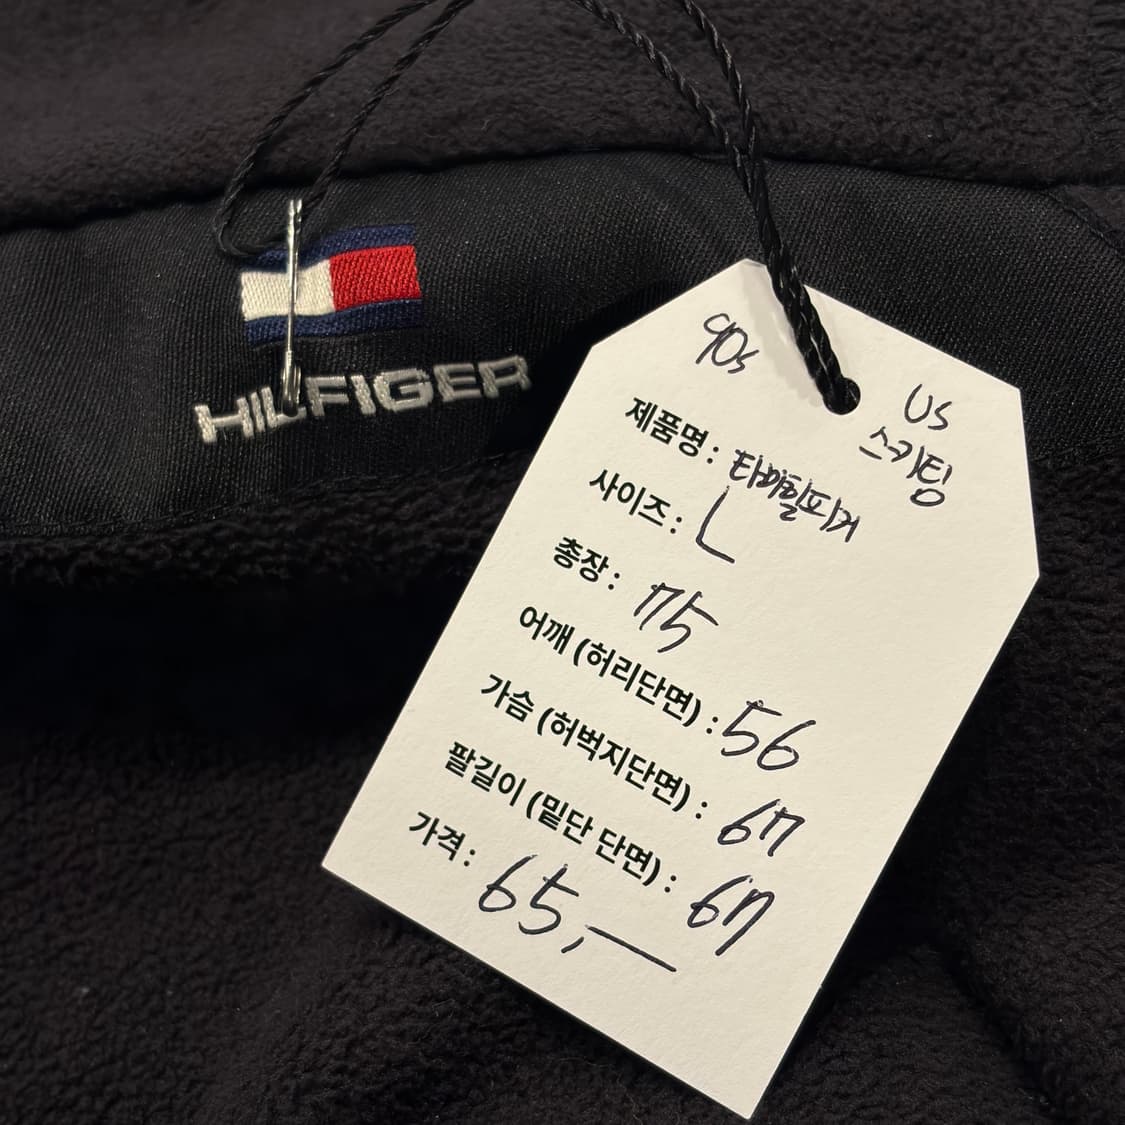 HILFIGER
90s
US
스키팅
제품명 : 타미힐피거
사이즈 : L
총장 : 75
어깨 (허리단면) : 56
가슴 (허벅지단면) : 67
팔길이 (밑단 단면) : 67
가격 : 65,—